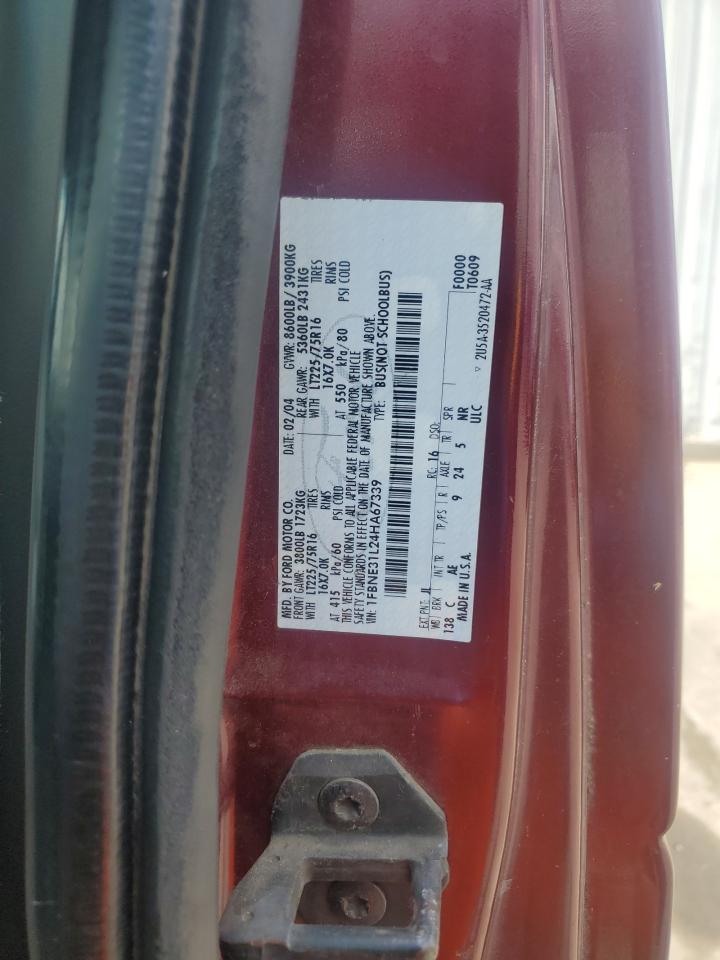 MFD. BY FORD MOTOR CO. DATE: 02/04 GVWR: 8600LB/ 3900KG
FRONT GAWR: 3800LB 1723KG REAR GAWR: 5360LB 2431KG
WITH LT225/75R16 TIRES WITH LT225/75R16 TIRES
16X7.0K RIMS 16X7.0K RIMS
AT 415 kPa/60 PSI COLD AT 550 kPa/80 PSI COLD
THIS VEHICLE CONFORMS TO ALL APPLICABLE FEDERAL MOTOR VEHICLE
SAFETY STANDARDS IN EFFECT ON THE DATE OF MANUFACTURE SHOWN ABOVE.
VIN: 1FBNE31L24HA67339 TYPE: BUS(NOT SCHOOLBUS)
EXT PNT: JL RC: 16 DSO: F0000
WB BRK INT TR TP/PS R AXLE TR SPR T0609
138 C AE 9 24 5 NR
MADE IN U.S.A. ULC ▽ 2U5A-3520472-AA